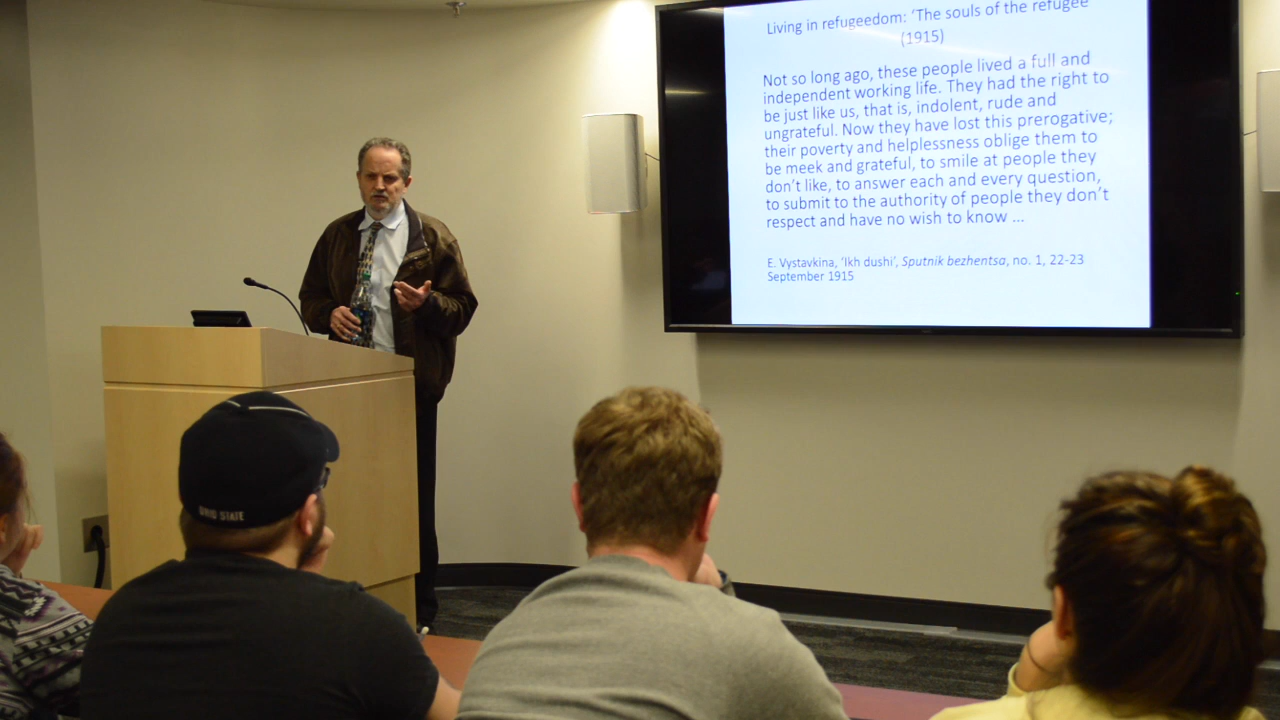 Living in refugeedom: ‘The souls of the refugee
(1915)
Not so long ago, these people lived a full and
independent working life. They had the right to
be just like us, that is, indolent, rude and
ungrateful. Now they have lost this prerogative;
their poverty and helplessness oblige them to
be meek and grateful, to smile at people they
don’t like, to answer each and every question,
to submit to the authority of people they don’t
respect and have no wish to know ...
E. Vystavkina, ‘Ikh dushi’, Sputnik bezhentsa, no. 1, 22-23
September 1915
OHIO STATE